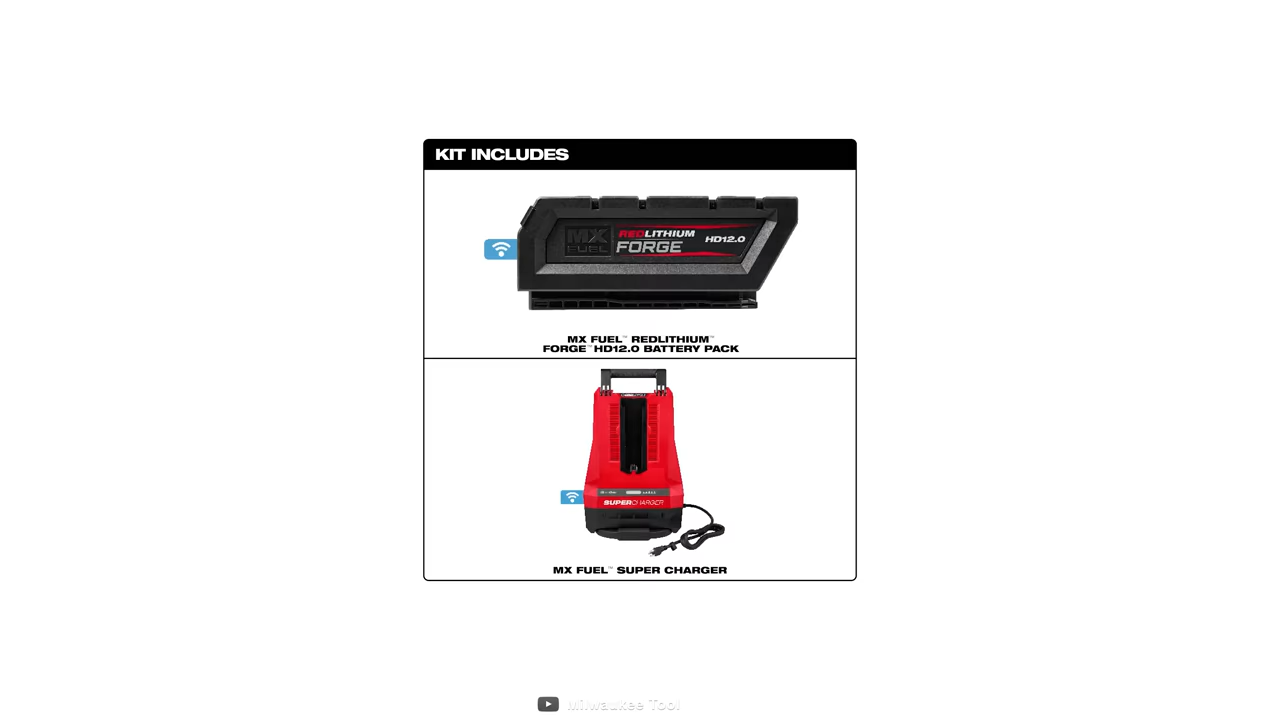 KIT INCLUDES
MX
FUEL
REDLITHIUM
FORGE
HD12.0
MX FUEL™ REDLITHIUM™
FORGE™ HD12.0 BATTERY PACK
SUPERCHARGER
MX FUEL™ SUPER CHARGER
Milwaukee Tool